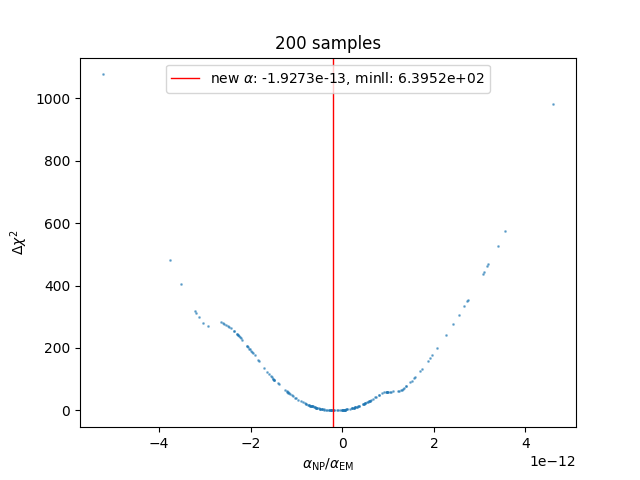 200 samples
new α: -1.9273e-13, minll: 6.3952e+02
1000
800
600
400
200
0
Δχ²
−4
−2
0
2
4
1e−12
α_NP/α_EM